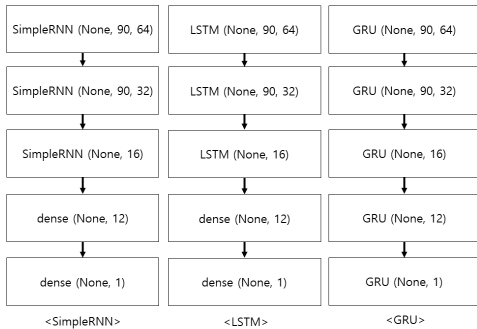 SimpleRNN (None, 90, 64)
LSTM (None, 90, 64)
GRU (None, 90, 64)
SimpleRNN (None, 90, 32)
LSTM (None, 90, 32)
GRU (None, 90, 32)
SimpleRNN (None, 16)
LSTM (None, 16)
GRU (None, 16)
dense (None, 12)
dense (None, 12)
GRU (None, 12)
dense (None, 1)
dense (None, 1)
GRU (None, 1)
<SimpleRNN>
<LSTM>
<GRU>